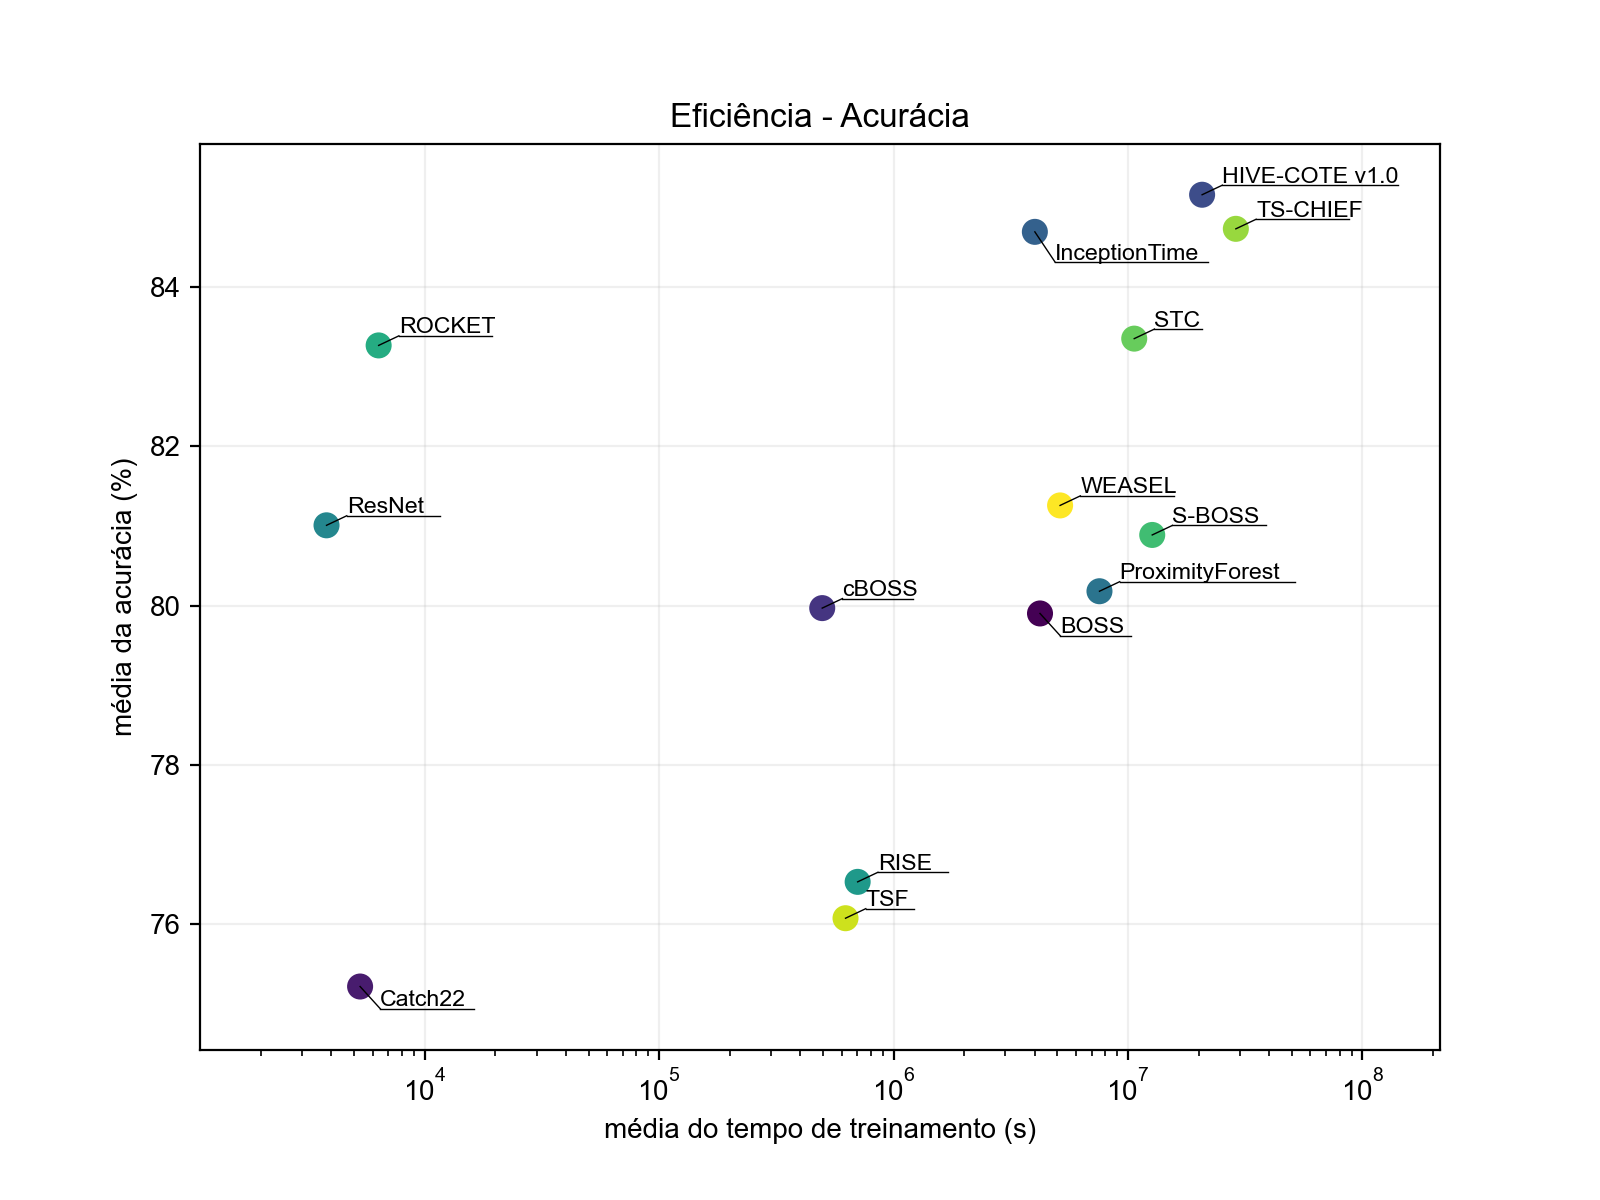 Eficiência - Acurácia
HIVE-COTE v1.0
TS-CHIEF
InceptionTime
84
STC
ROCKET
82
WEASEL
ResNet
S-BOSS
ProximityForest
cBOSS
80
BOSS
média da acurácia (%)
78
RISE
TSF
76
Catch22
10^4 10^5 10^6 10^7 10^8
média do tempo de treinamento (s)